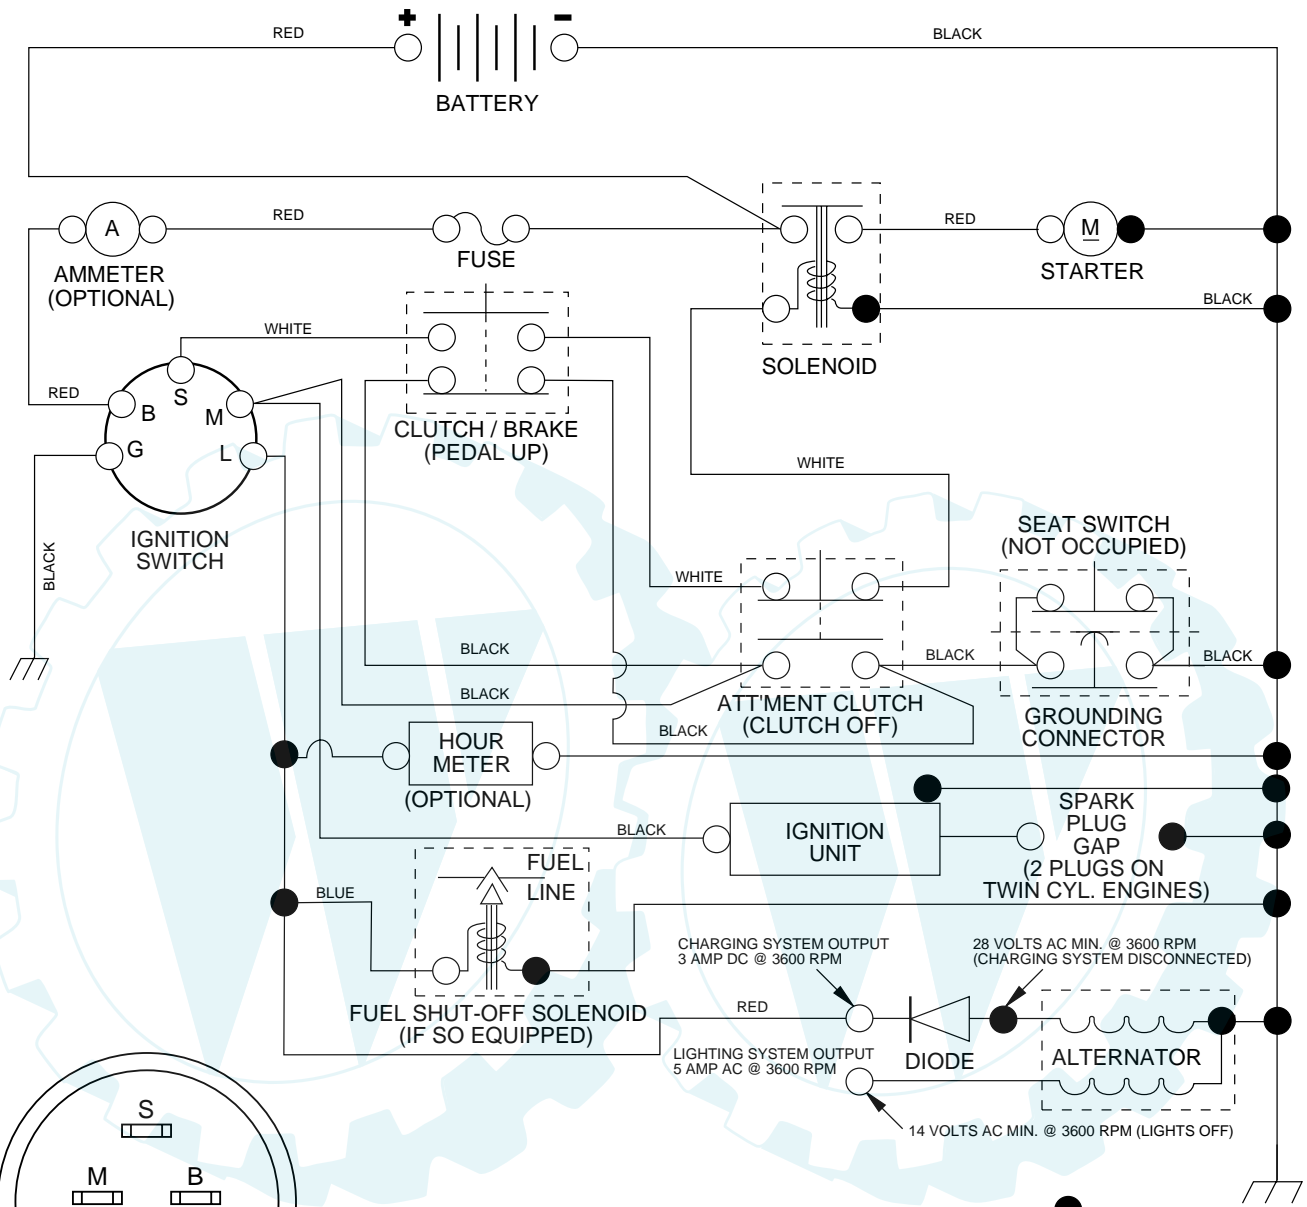 +
−
RED
BLACK
BATTERY
A
RED
RED
M
FUSE
AMMETER
(OPTIONAL)
STARTER
BLACK
WHITE
SOLENOID
RED
S
B
M
G
L
CLUTCH / BRAKE
(PEDAL UP)
WHITE
IGNITION
SWITCH
BLACK
SEAT SWITCH
(NOT OCCUPIED)
WHITE
BLACK
BLACK
BLACK
BLACK
ATT'MENT CLUTCH
(CLUTCH OFF)
GROUNDING
CONNECTOR
BLACK
HOUR
METER
(OPTIONAL)
BLACK
IGNITION
UNIT
SPARK
PLUG
GAP
(2 PLUGS ON
TWIN CYL. ENGINES)
FUEL
LINE
BLUE
CHARGING SYSTEM OUTPUT
3 AMP DC @ 3600 RPM
28 VOLTS AC MIN. @ 3600 RPM
(CHARGING SYSTEM DISCONNECTED)
FUEL SHUT-OFF SOLENOID
(IF SO EQUIPPED)
RED
LIGHTING SYSTEM OUTPUT
5 AMP AC @ 3600 RPM
DIODE
ALTERNATOR
14 VOLTS AC MIN. @ 3600 RPM (LIGHTS OFF)
S
M
B